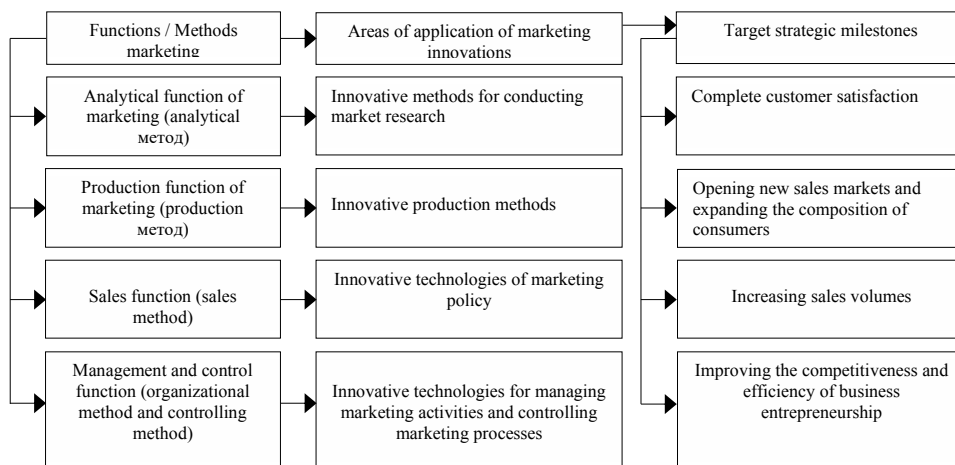 Functions / Methods
marketing
Areas of application of marketing
innovations
Target strategic milestones
Analytical function of
marketing (analytical
метод)
Innovative methods for conducting
market research
Complete customer satisfaction
Production function of
marketing (production
метод)
Innovative production methods
Opening new sales markets and
expanding the composition of
consumers
Sales function (sales
method)
Innovative technologies of marketing
policy
Increasing sales volumes
Management and control
function (organizational
method and controlling
method)
Innovative technologies for managing
marketing activities and controlling
marketing processes
Improving the competitiveness and
efficiency of business
entrepreneurship